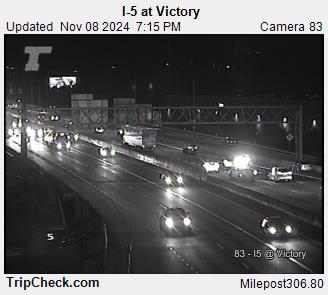 I-5 at Victory
Updated Nov 08 2024 7:15 PM Camera 83
T
S
83 - I5 @ Victory
TripCheck.com Milepost306.80